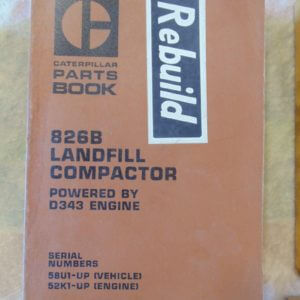 CATERPILLAR
PARTS
BOOK
Rebuild
826B
LANDFILL
COMPACTOR
POWERED BY
D343 ENGINE
SERIAL
NUMBERS
58U1-UP (VEHICLE)
52K1-UP (ENGINE)